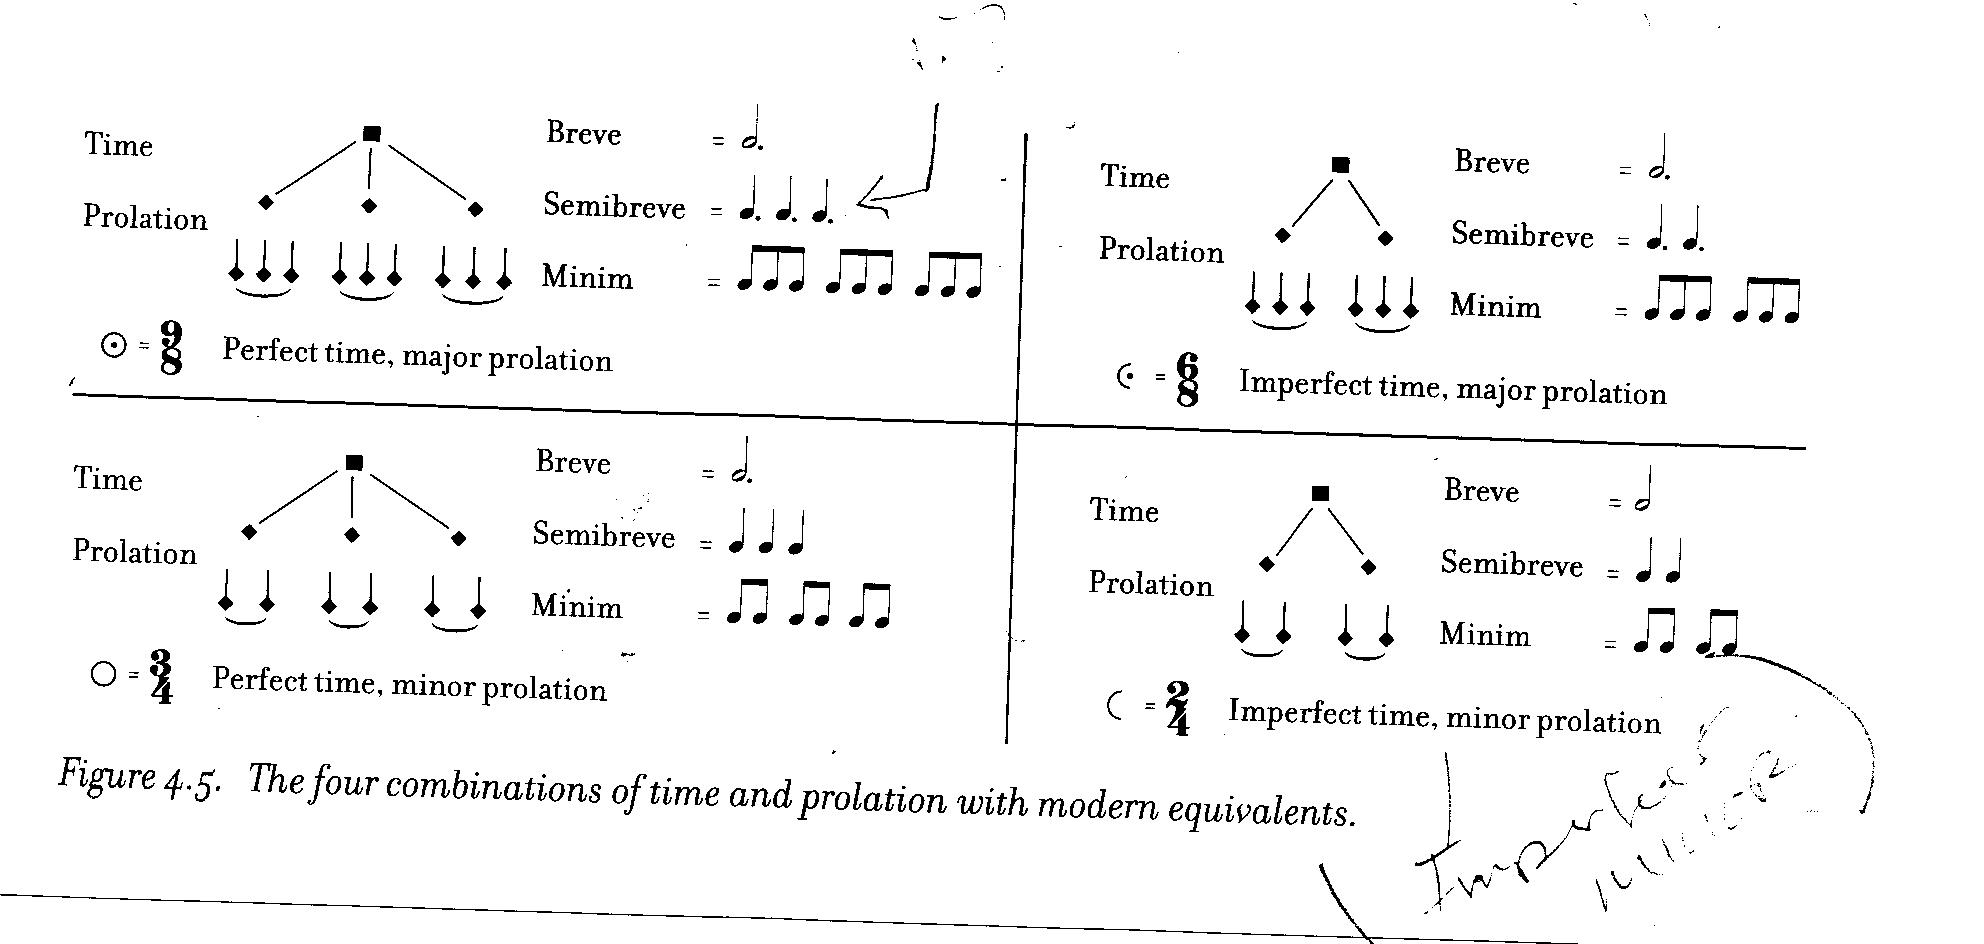 Time
Breve =
Prolation
Semibreve =
Minim =
= 9 8 Perfect time, major prolation
Time
Breve =
Prolation
Semibreve =
Minim =
= 6 8 Imperfect time, major prolation
Time
Breve =
Prolation
Semibreve =
Minim =
= 3 4 Perfect time, minor prolation
Time
Breve =
Prolation
Semibreve =
Minim =
= 2 4 Imperfect time, minor prolation
Figure 4.5. The four combinations of time and prolation with modern equivalents.